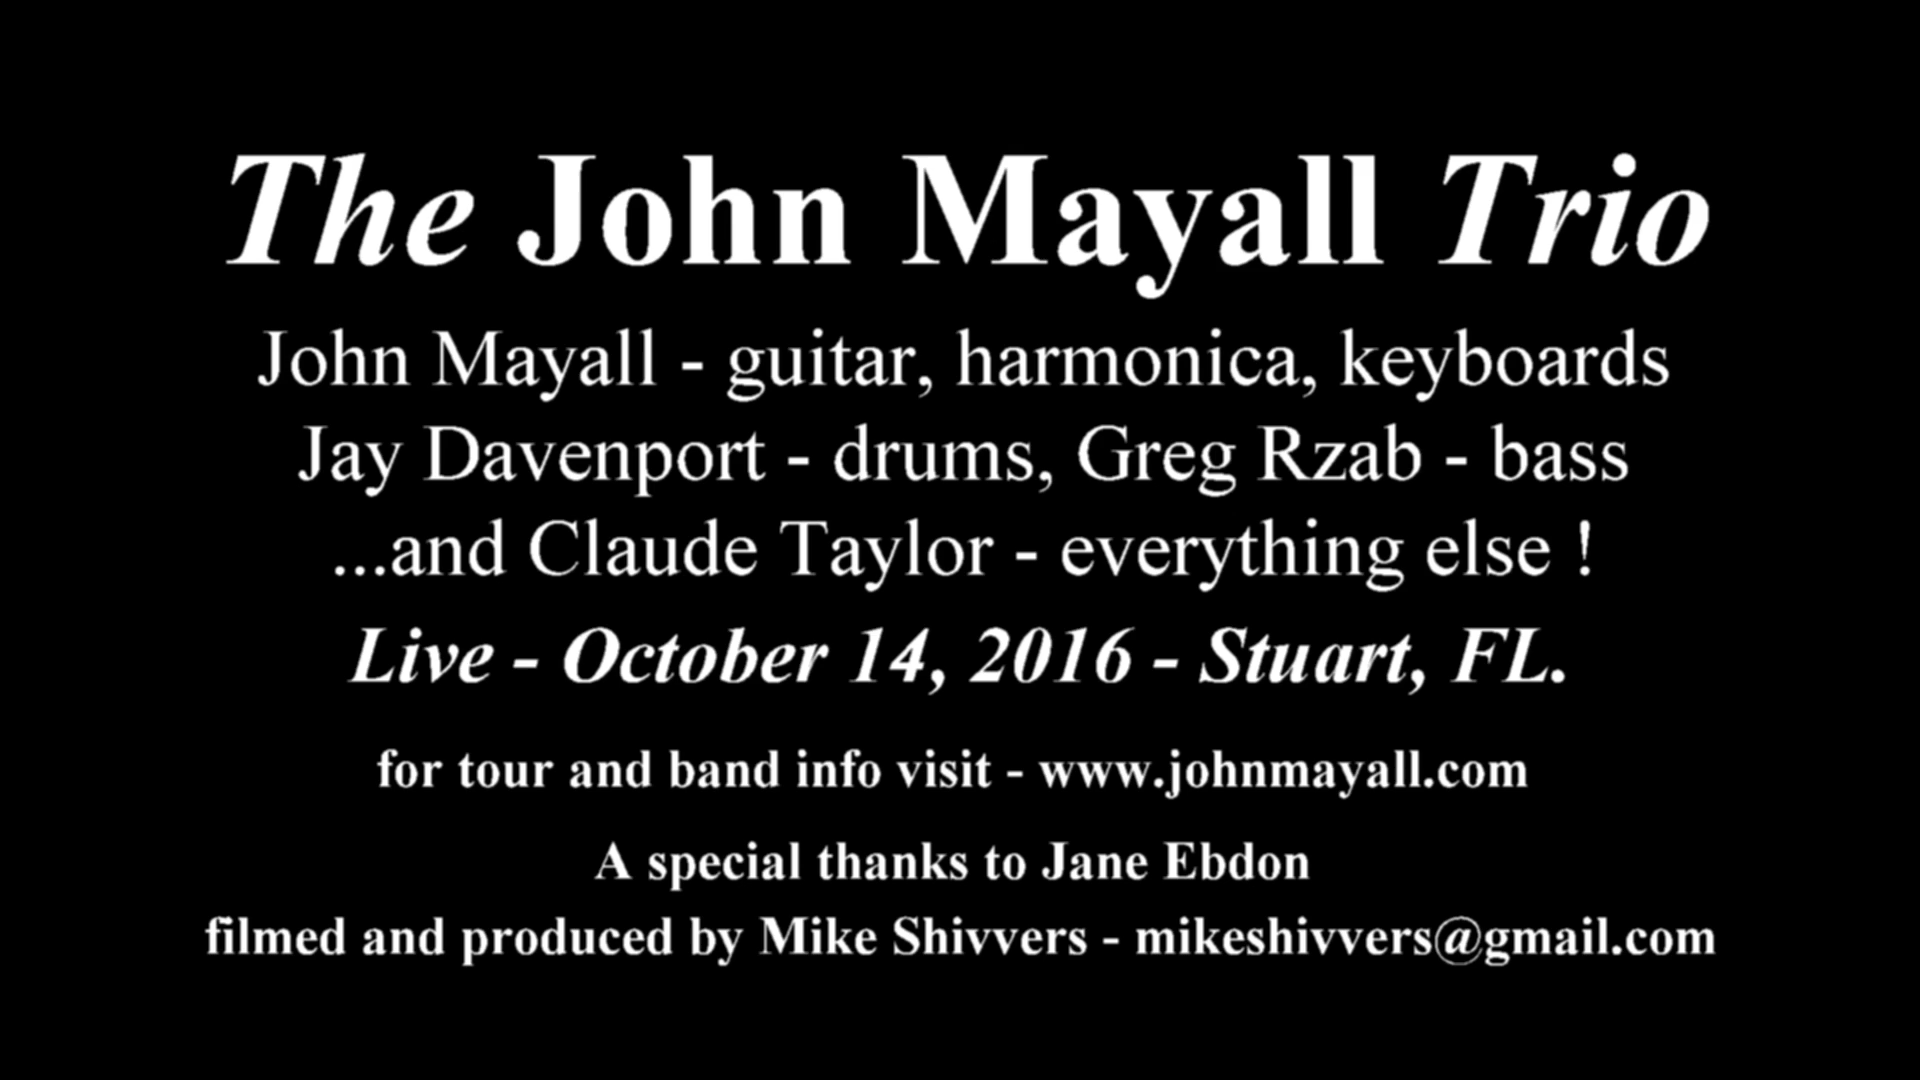 The John Mayall Trio
John Mayall - guitar, harmonica, keyboards
Jay Davenport - drums, Greg Rzab - bass
...and Claude Taylor - everything else !
Live - October 14, 2016 - Stuart, FL.
for tour and band info visit - www.johnmayall.com
A special thanks to Jane Ebdon
filmed and produced by Mike Shivvers - mikeshivvers@gmail.com